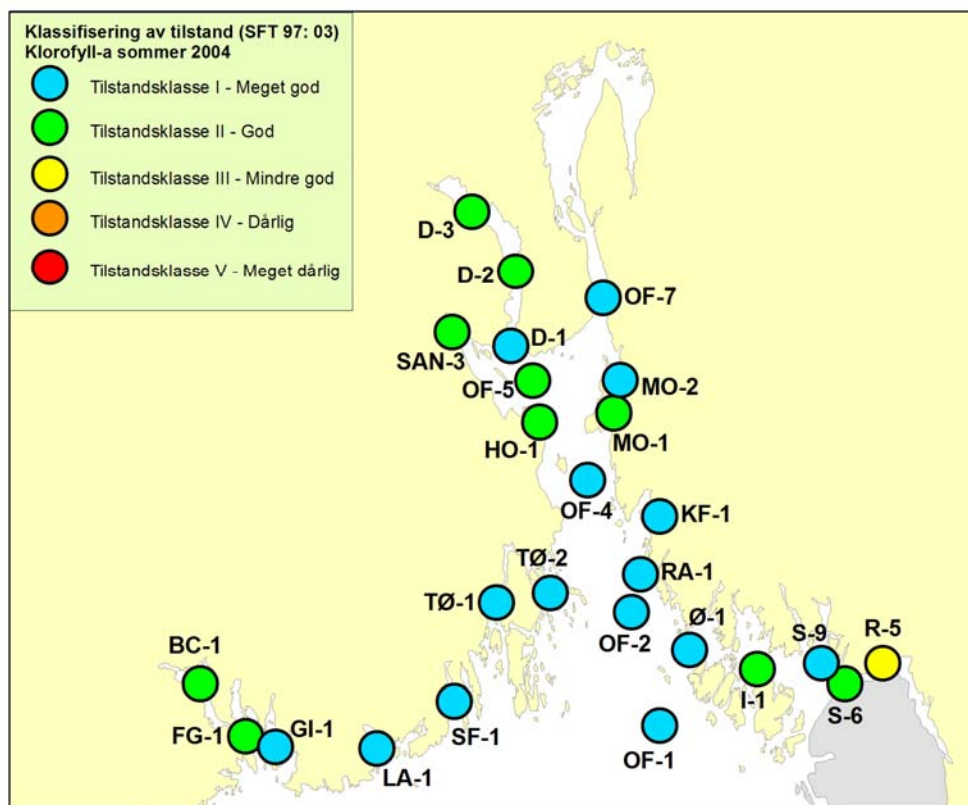 Klassifisering av tilstand (SFT 97: 03)
Klorofyll-a sommer 2004
Tilstandsklasse I - Meget god
Tilstandsklasse II - God
Tilstandsklasse III - Mindre god
Tilstandsklasse IV - Dårlig
Tilstandsklasse V - Meget dårlig
D-3
D-2
OF-7
D-1
SAN-3
OF-5
MO-2
HO-1
MO-1
OF-4
KF-1
TØ-2
RA-1
TØ-1
OF-2
Ø-1
S-9
R-5
BC-1
I-1
S-6
FG-1
GI-1
SF-1
OF-1
LA-1